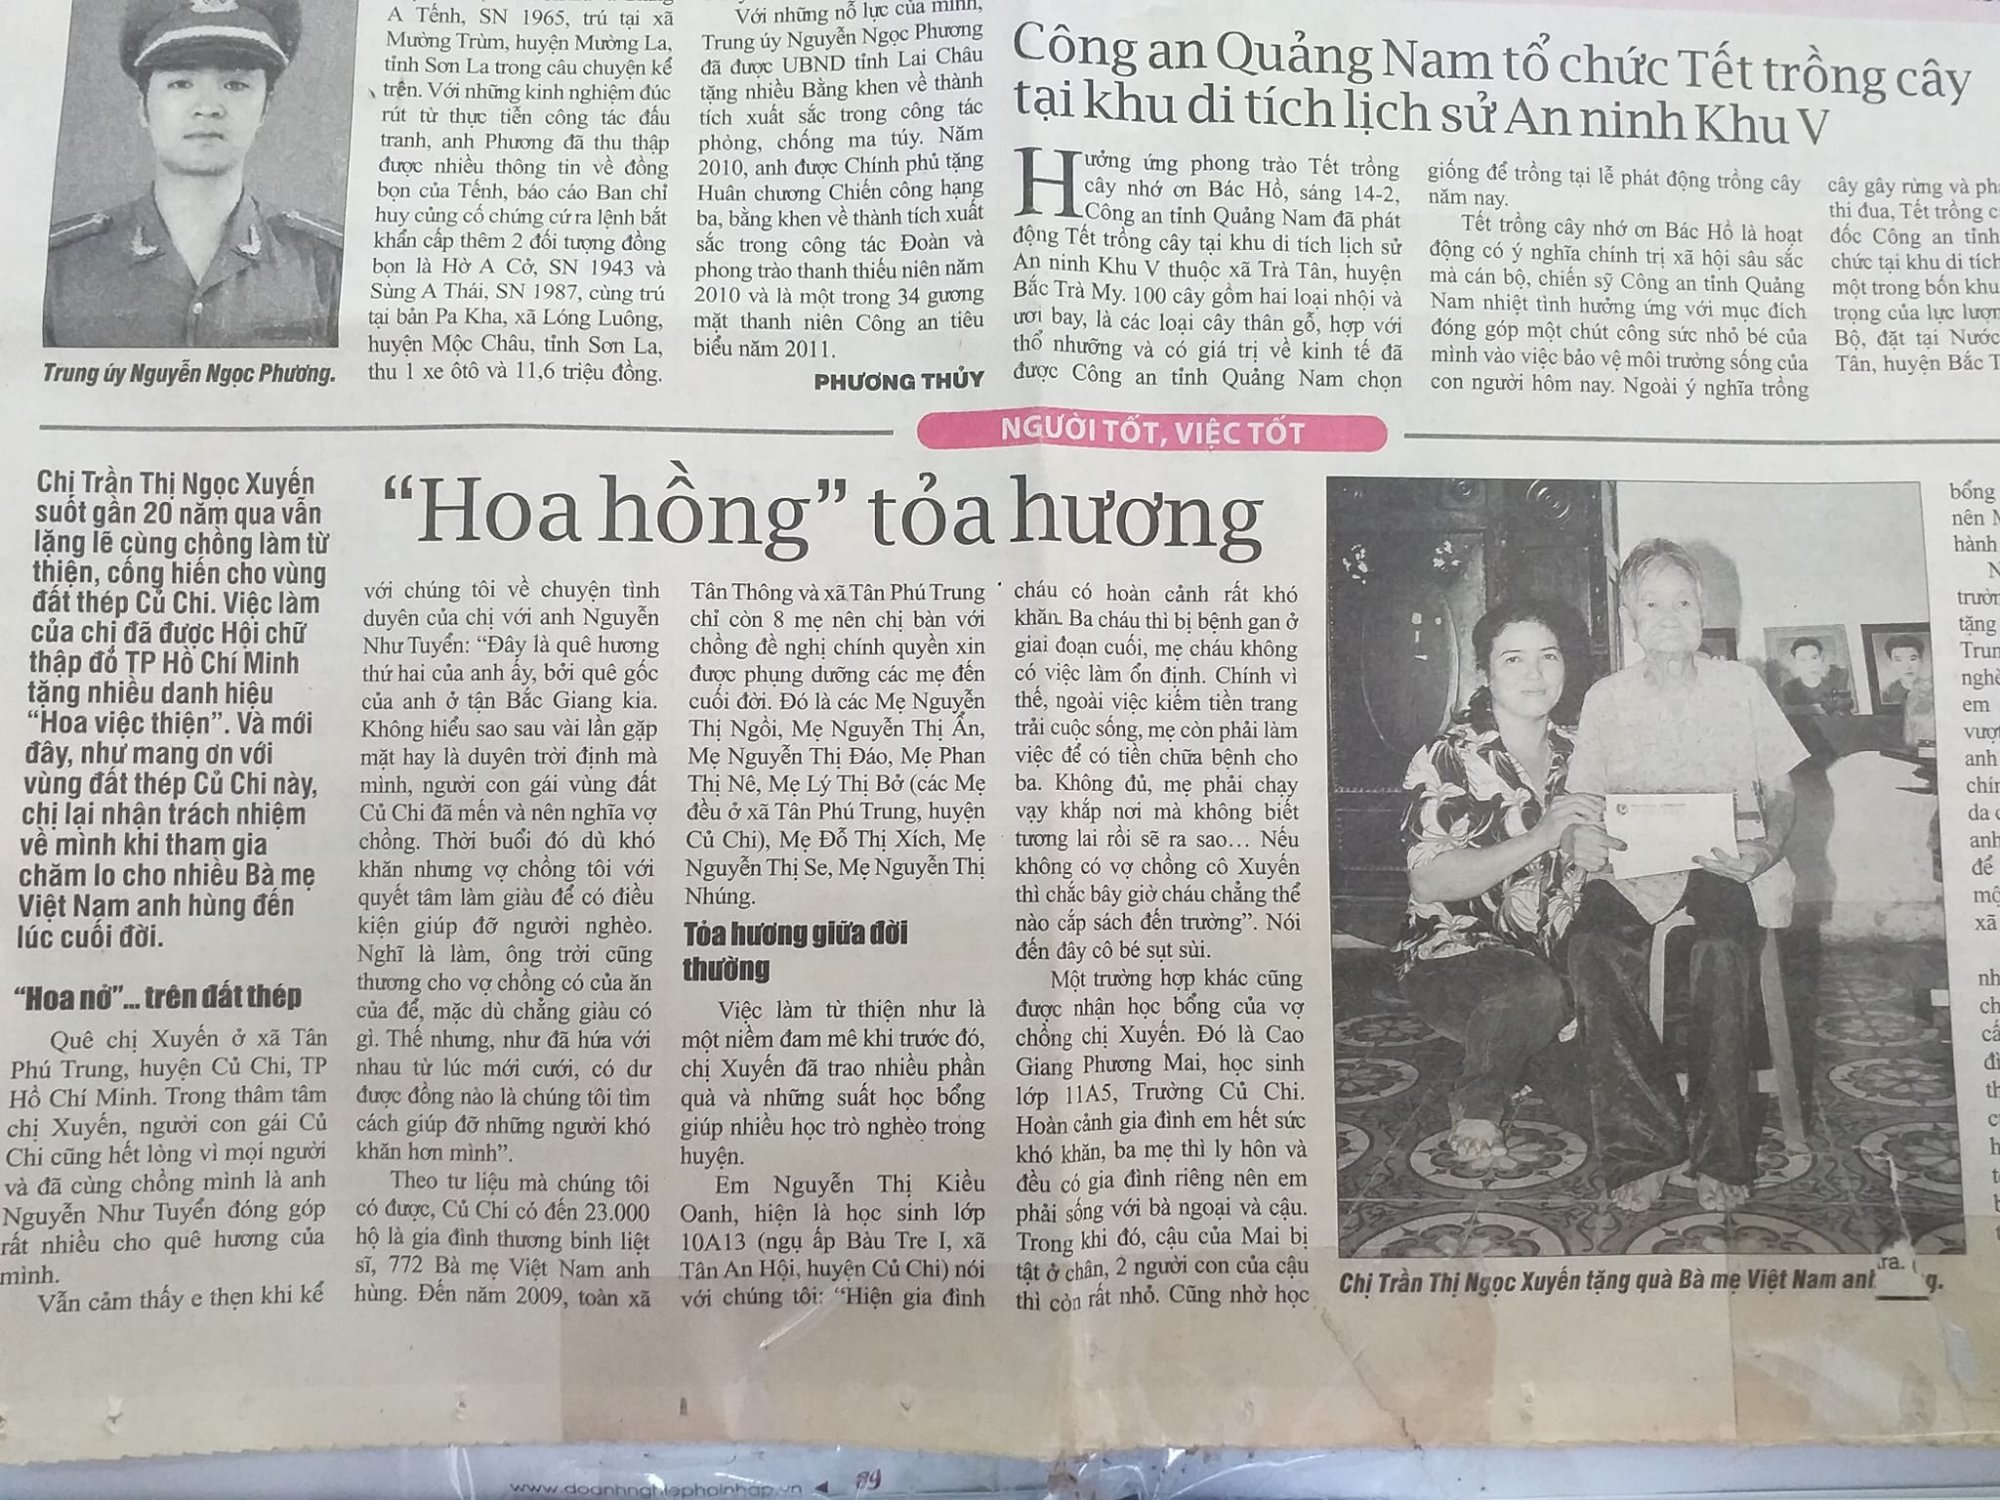 Trung úy Nguyễn Ngọc Phương.
A Tếnh, SN 1965, trú tại xã
Mường Trùm, huyện Mường La,
tỉnh Sơn La trong câu chuyện kể
trên. Với những kinh nghiệm đúc
rút từ thực tiễn công tác đấu
tranh, anh Phương đã thu thập
được nhiều thông tin về đồng
bọn của Tếnh, báo cáo Ban chỉ
huy củng cố chứng cứ ra lệnh bắt
khẩn cấp thêm 2 đối tượng đồng
bọn là Hờ A Cở, SN 1943 và
Sùng A Thái, SN 1987, cùng trú
tại bản Pa Kha, xã Lóng Luông,
huyện Mộc Châu, tỉnh Sơn La,
thu 1 xe ôtô và 11,6 triệu đồng.
Với những nỗ lực của mình,
Trung úy Nguyễn Ngọc Phương
đã được UBND tỉnh Lai Châu
tặng nhiều Bằng khen về thành
tích xuất sắc trong công tác
phòng, chống ma túy. Năm
2010, anh được Chính phủ tặng
Huân chương Chiến công hạng
ba, bằng khen về thành tích xuất
sắc trong công tác Đoàn và
phong trào thanh thiếu niên năm
2010 và là một trong 34 gương
mặt thanh niên Công an tiêu
biểu năm 2011.
PHƯƠNG THỦY
Công an Quảng Nam tổ chức Tết trồng cây
tại khu di tích lịch sử An ninh Khu V
Hưởng ứng phong trào Tết trồng
cây nhớ ơn Bác Hồ, sáng 14-2,
Công an tỉnh Quảng Nam đã phát
động Tết trồng cây tại khu di tích lịch sử
An ninh Khu V thuộc xã Trà Tân, huyện
Bắc Trà My. 100 cây gồm hai loại nhội và
ươi bay, là các loại cây thân gỗ, hợp với
thổ nhưỡng và có giá trị về kinh tế đã
được Công an tỉnh Quảng Nam chọn
giống để trồng tại lễ phát động trồng cây
năm nay.
Tết trồng cây nhớ ơn Bác Hồ là hoạt
động có ý nghĩa chính trị xã hội sâu sắc
mà cán bộ, chiến sỹ Công an tỉnh Quảng
Nam nhiệt tình hưởng ứng với mục đích
đóng góp một chút công sức nhỏ bé của
mình vào việc bảo vệ môi trường sống của
con người hôm nay. Ngoài ý nghĩa trồng
cây gây rừng và
thi đua, Tết trồng
đốc Công an tỉnh
chức tại khu di tích
một trong bốn khu
trọng của lực
Bộ, đặt tại Nước
Tân, huyện Bắc
NGƯỜI TỐT, VIỆC TỐT
“Hoa hồng” tỏa hương
Chị Trần Thị Ngọc Xuyến
suốt gần 20 năm qua vẫn
lặng lẽ cùng chồng làm từ
thiện, cống hiến cho vùng
đất thép Củ Chi. Việc làm
của chị đã được Hội chữ
thập đỏ TP Hồ Chí Minh
tặng nhiều danh hiệu
“Hoa việc thiện”. Và mới
đây, như mang ơn với
vùng đất thép Củ Chi này,
chị lại nhận trách nhiệm
về mình khi tham gia
chăm lo cho nhiều Bà mẹ
Việt Nam anh hùng đến
lúc cuối đời.
“Hoa nở”... trên đất thép
Quê chị Xuyến ở xã Tân
Phú Trung, huyện Củ Chi, TP
Hồ Chí Minh. Trong thâm tâm
chị Xuyến, người con gái Củ
Chi cũng hết lòng vì mọi người
và đã cùng chồng mình là anh
Nguyễn Như Tuyển đóng góp
rất nhiều cho quê hương của
mình.
Vẫn cảm thấy e thẹn khi kể
với chúng tôi về chuyện tình
duyên của chị với anh Nguyễn
Như Tuyển: “Đây là quê hương
thứ hai của anh ấy, bởi quê gốc
của anh ở tận Bắc Giang kia.
Không hiểu sao sau vài lần gặp
mặt hay là duyên trời định mà
mình, người con gái vùng đất
Củ Chi đã mến và nên nghĩa vợ
chồng. Thời buổi đó dù khó
khăn nhưng vợ chồng tôi với
quyết tâm làm giàu để có điều
kiện giúp đỡ người nghèo.
Nghĩ là làm, ông trời cũng
thương cho vợ chồng có của ăn
của để, mặc dù chẳng giàu có
gì. Thế nhưng, như đã hứa với
nhau từ lúc mới cưới, có dư
được đồng nào là chúng tôi tìm
cách giúp đỡ những người khó
khăn hơn mình”.
Theo tư liệu mà chúng tôi
có được, Củ Chi có đến 23.000
hộ là gia đình thương binh liệt
sĩ, 772 Bà mẹ Việt Nam anh
hùng. Đến năm 2009, toàn xã
Tân Thông và xã Tân Phú Trung
chỉ còn 8 mẹ nên chị bàn với
chồng đề nghị chính quyền xin
được phụng dưỡng các mẹ đến
cuối đời. Đó là các Mẹ Nguyễn
Thị Ngồi, Mẹ Nguyễn Thị Ẩn,
Mẹ Nguyễn Thị Đáo, Mẹ Phan
Thị Nê, Mẹ Lý Thị Bở (các Mẹ
đều ở xã Tân Phú Trung, huyện
Củ Chi), Mẹ Đỗ Thị Xích, Mẹ
Nguyễn Thị Se, Mẹ Nguyễn Thị
Nhúng.
Tỏa hương giữa đời
thường
Việc làm từ thiện như là
một niềm đam mê khi trước đó,
chị Xuyến đã trao nhiều phần
quà và những suất học bổng
giúp nhiều học trò nghèo trong
huyện.
Em Nguyễn Thị Kiều
Oanh, hiện là học sinh lớp
10A13 (ngụ ấp Bàu Tre I, xã
Tân An Hội, huyện Củ Chi) nói
với chúng tôi: “Hiện gia đình
cháu có hoàn cảnh rất khó
khăn. Ba cháu thì bị bệnh gan ở
giai đoạn cuối, mẹ cháu không
có việc làm ổn định. Chính vì
thế, ngoài việc kiếm tiền trang
trải cuộc sống, mẹ còn phải làm
việc để có tiền chữa bệnh cho
ba. Không đủ, mẹ phải chạy
vạy khắp nơi mà không biết
tương lai rồi sẽ ra sao… Nếu
không có vợ chồng cô Xuyến
thì chắc bây giờ cháu chẳng thể
nào cắp sách đến trường”. Nói
đến đây cô bé sụt sùi.
Một trường hợp khác cũng
được nhận học bổng của vợ
chồng chị Xuyến. Đó là Cao
Giang Phương Mai, học sinh
lớp 11A5, Trường Củ Chi.
Hoàn cảnh gia đình em hết sức
khó khăn, ba mẹ thì ly hôn và
đều có gia đình riêng nên em
phải sống với bà ngoại và cậu.
Trong khi đó, cậu của Mai bị
tật ở chân, 2 người con của cậu
thì còn rất nhỏ. Cũng nhờ học
Chị Trần Thị Ngọc Xuyến tặng quà Bà mẹ Việt Nam
ra.
bổng
nên
hành
tặng
em
anh
da
anh
để
xã
www.doanhnghiephoinhap.vn
89